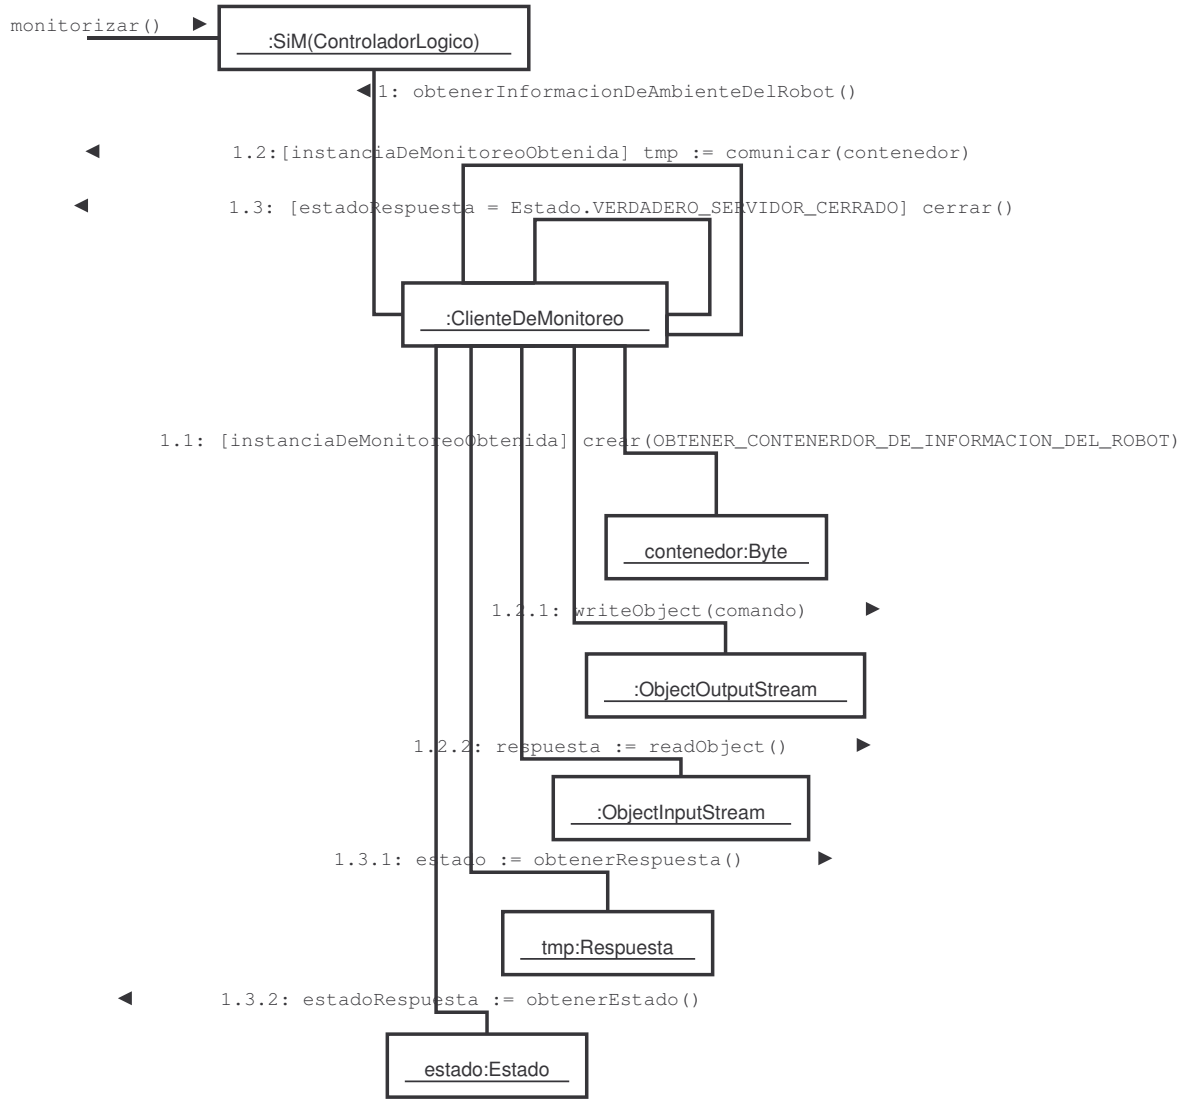 monitorizar()
:SiM(ControladorLogico)
1: obtenerInformacionDeAmbienteDelRobot()
1.2:[instanciaDeMonitoreoObtenida] tmp := comunicar(contenedor)
1.3: [estadoRespuesta = Estado.VERDADERO_SERVIDOR_CERRADO] cerrar()
:ClienteDeMonitoreo
1.1: [instanciaDeMonitoreoObtenida] crear(OBTENER_CONTENERDOR_DE_INFORMACION_DEL_ROBOT)
contenedor:Byte
1.2.1: writeObject(comando)
:ObjectOutputStream
1.2.2: respuesta := readObject()
:ObjectInputStream
1.3.1: estado := obtenerRespuesta()
tmp:Respuesta
1.3.2: estadoRespuesta := obtenerEstado()
estado:Estado